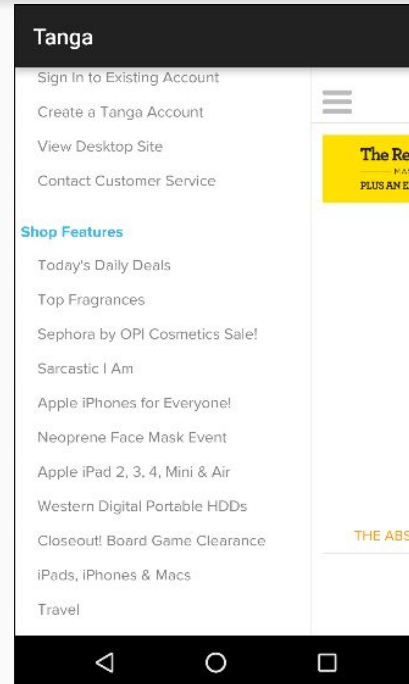 Tanga
Sign In to Existing Account
Create a Tanga Account
View Desktop Site
Contact Customer Service
Shop Features
Today's Daily Deals
Top Fragrances
Sephora by OPI Cosmetics Sale!
Sarcastic I Am
Apple iPhones for Everyone!
Neoprene Face Mask Event
Apple iPad 2, 3, 4, Mini & Air
Western Digital Portable HDDs
Closeout! Board Game Clearance
iPads, iPhones & Macs
Travel
The Re
MA
PLUS AN E
THE ABS